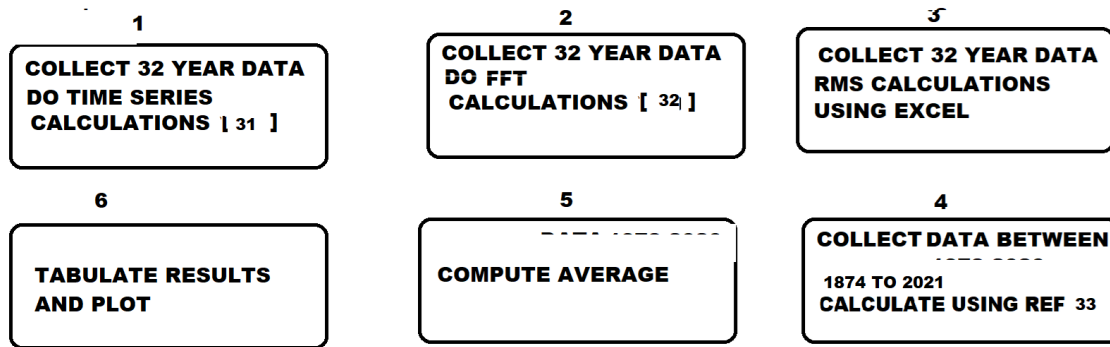 1
COLLECT 32 YEAR DATA
DO TIME SERIES
CALCULATIONS [ 31 ]
2
COLLECT 32 YEAR DATA
DO FFT
CALCULATIONS [ 32 ]
3
COLLECT 32 YEAR DATA
RMS CALCULATIONS
USING EXCEL
6
TABULATE RESULTS
AND PLOT
5
COMPUTE AVERAGE
4
COLLECT DATA BETWEEN
1874 TO 2021
CALCULATE USING REF 33